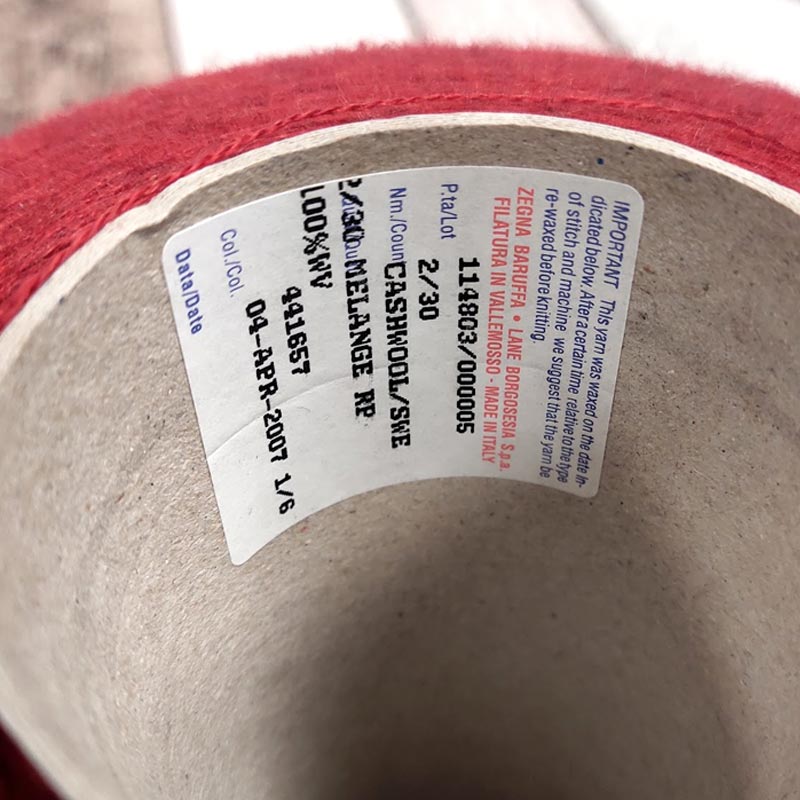 IMPORTANT This yarn was waxed on the date in-
dicated below. After a certain time relative to the type
of stitch and machine we suggest that the yarn be
re-waxed before knitting.
ZEGNA BARUFFA • LANE BORGOSESIA S.p.a.
FILATURA IN VALLEMOSSO - MADE IN ITALY
P.ta/Lot 114803/000005
2/30
Nm./Count CASHWOOL/SWE
2/30 MELANGE RP
100%WV
Col./Col. 441657
Data/Date 04-APR-2007 1/6